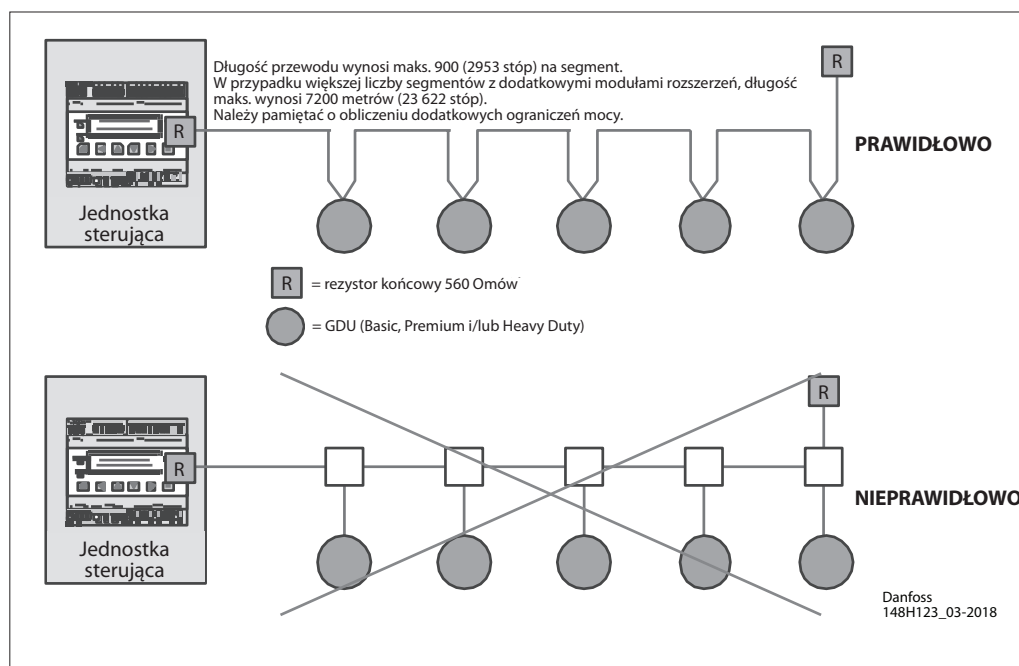 Długość przewodu wynosi maks. 900 (2953 stóp) na segment.
W przypadku większej liczby segmentów z dodatkowymi modułami rozszerzeń, długość
maks. wynosi 7200 metrów (23 622 stóp).
Należy pamiętać o obliczeniu dodatkowych ograniczeń mocy.
R
R
PRAWIDŁOWO
Jednostka
sterująca
R = rezystor końcowy 560 Omów
= GDU (Basic, Premium i/lub Heavy Duty)
R
R
NIEPRAWIDŁOWO
Jednostka
sterująca
Danfoss
148H123_03-2018